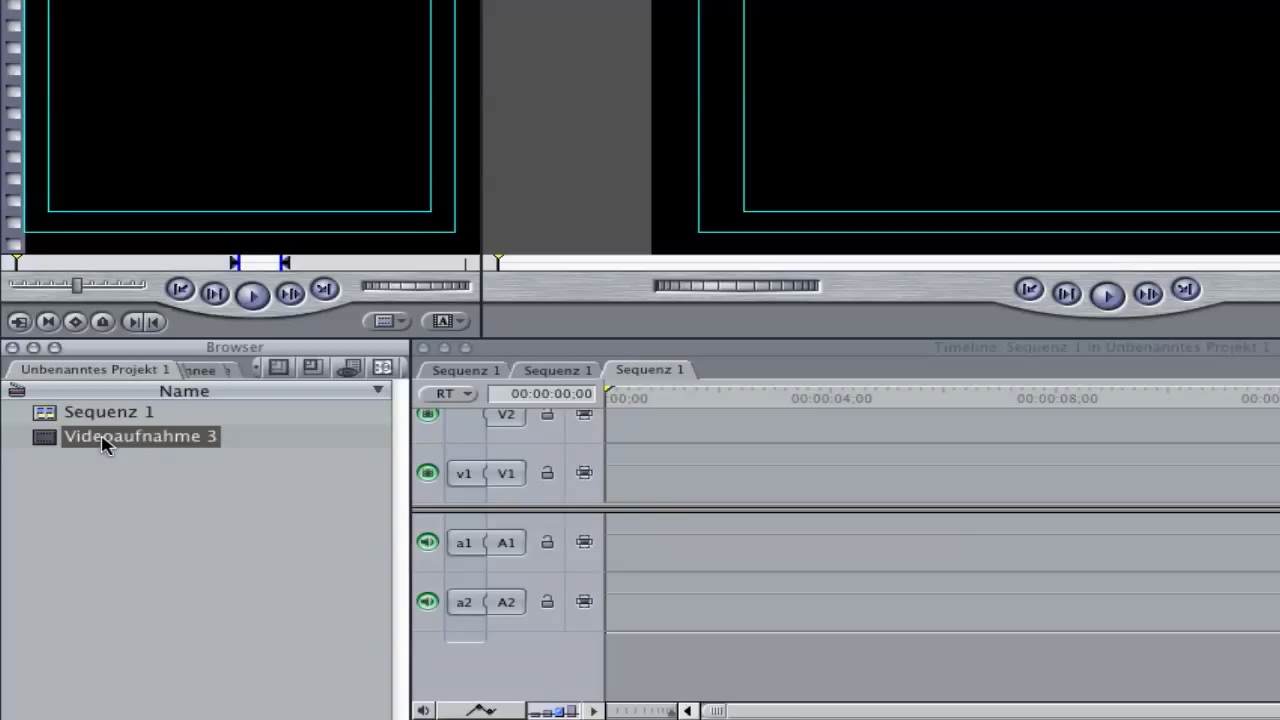 Browser
Timeline: Sequenz 1 in Unbenanntes Projekt 1
Unbenanntes Projekt 1
Sequenz 1 Sequenz 1 Sequenz 1
Name
RT 00:00:00;00 00:00 00:00:04;00 00:00:08;00 00:00
Sequenz 1
V2
Videoaufnahme 3
v1 V1
a1 A1
a2 A2